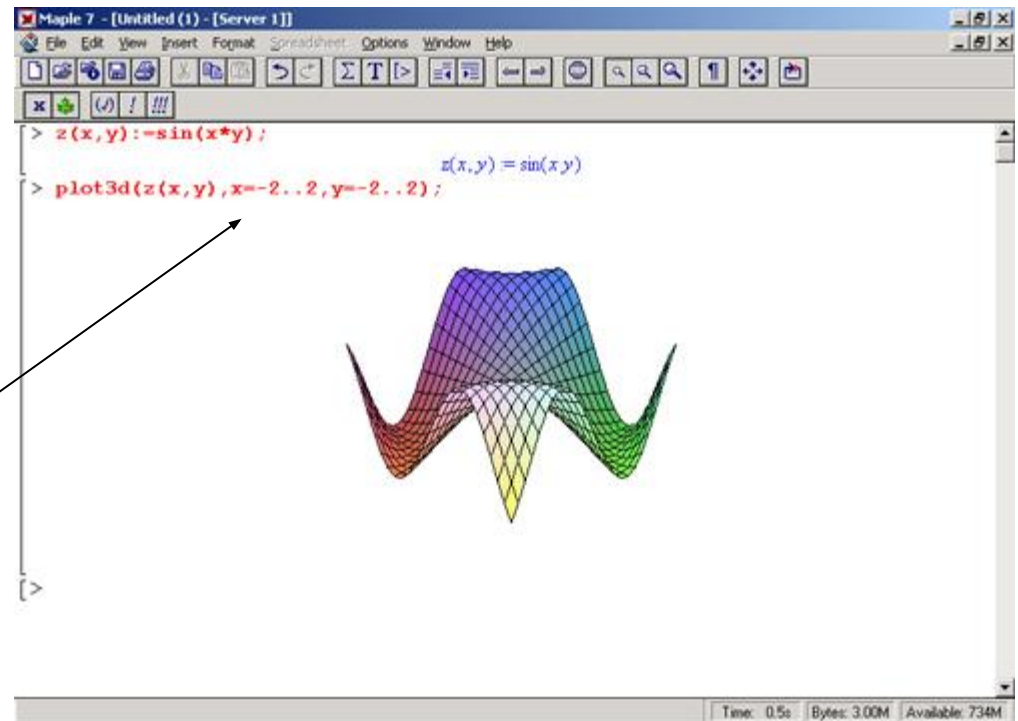 Maple 7 - [Untitled (1) - [Server 1]]
File Edit View Insert Format Spreadsheet Options Window Help
Σ T [>
x (√) ! !!!
[> z(x,y):=sin(x*y);
z(x, y) := sin(x y)
[> plot3d(z(x,y),x=-2..2,y=-2..2);
[>
Time: 0.5s Bytes: 3.00M Available: 734M